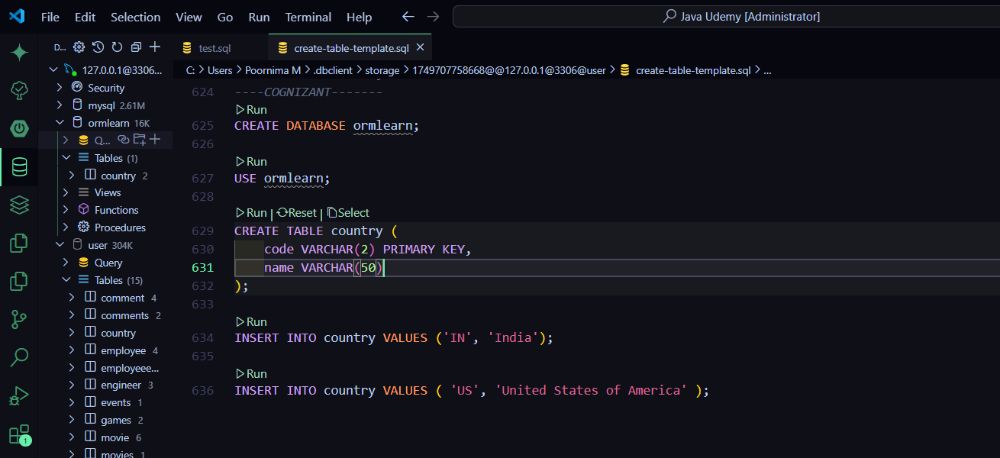 File Edit Selection View Go Run Terminal Help
Java Udemy [Administrator]
D...
test.sql
create-table-template.sql
C: > Users > Poornima M > .dbclient > storage > 1749707758668@@127.0.0.1@3306@user > create-table-template.sql > ...
127.0.0.1@3306...
Security
mysql 2.61M
ormlearn 16K
Q...
Tables (1)
country 2
Views
Functions
Procedures
user 304K
Query
Tables (15)
comment 4
comments 2
country
employee 4
employeee...
engineer 3
events 1
games 2
movie 6
movies 1
1
624 ----COGNIZANT-------
Run
625 CREATE DATABASE ormlearn;
626
Run
627 USE ormlearn;
628
Run | Reset | Select
629 CREATE TABLE country (
630 code VARCHAR(2) PRIMARY KEY,
631 name VARCHAR(50)
632 );
633
Run
634 INSERT INTO country VALUES ('IN', 'India');
635
Run
636 INSERT INTO country VALUES ( 'US', 'United States of America' );